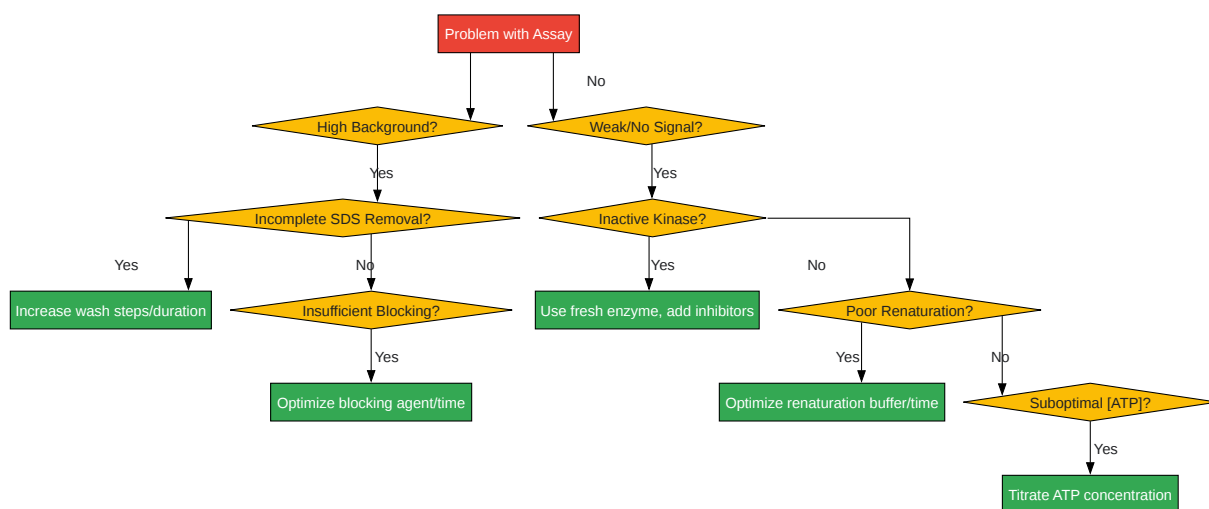 Problem with Assay
No
High Background?
Weak/No Signal?
Yes
Yes
Incomplete SDS Removal?
Inactive Kinase?
Yes
No
Yes
No
Increase wash steps/duration
Insufficient Blocking?
Use fresh enzyme, add inhibitors
Poor Renaturation?
Yes
Yes
No
Optimize blocking agent/time
Optimize renaturation buffer/time
Suboptimal [ATP]?
Yes
Titrate ATP concentration